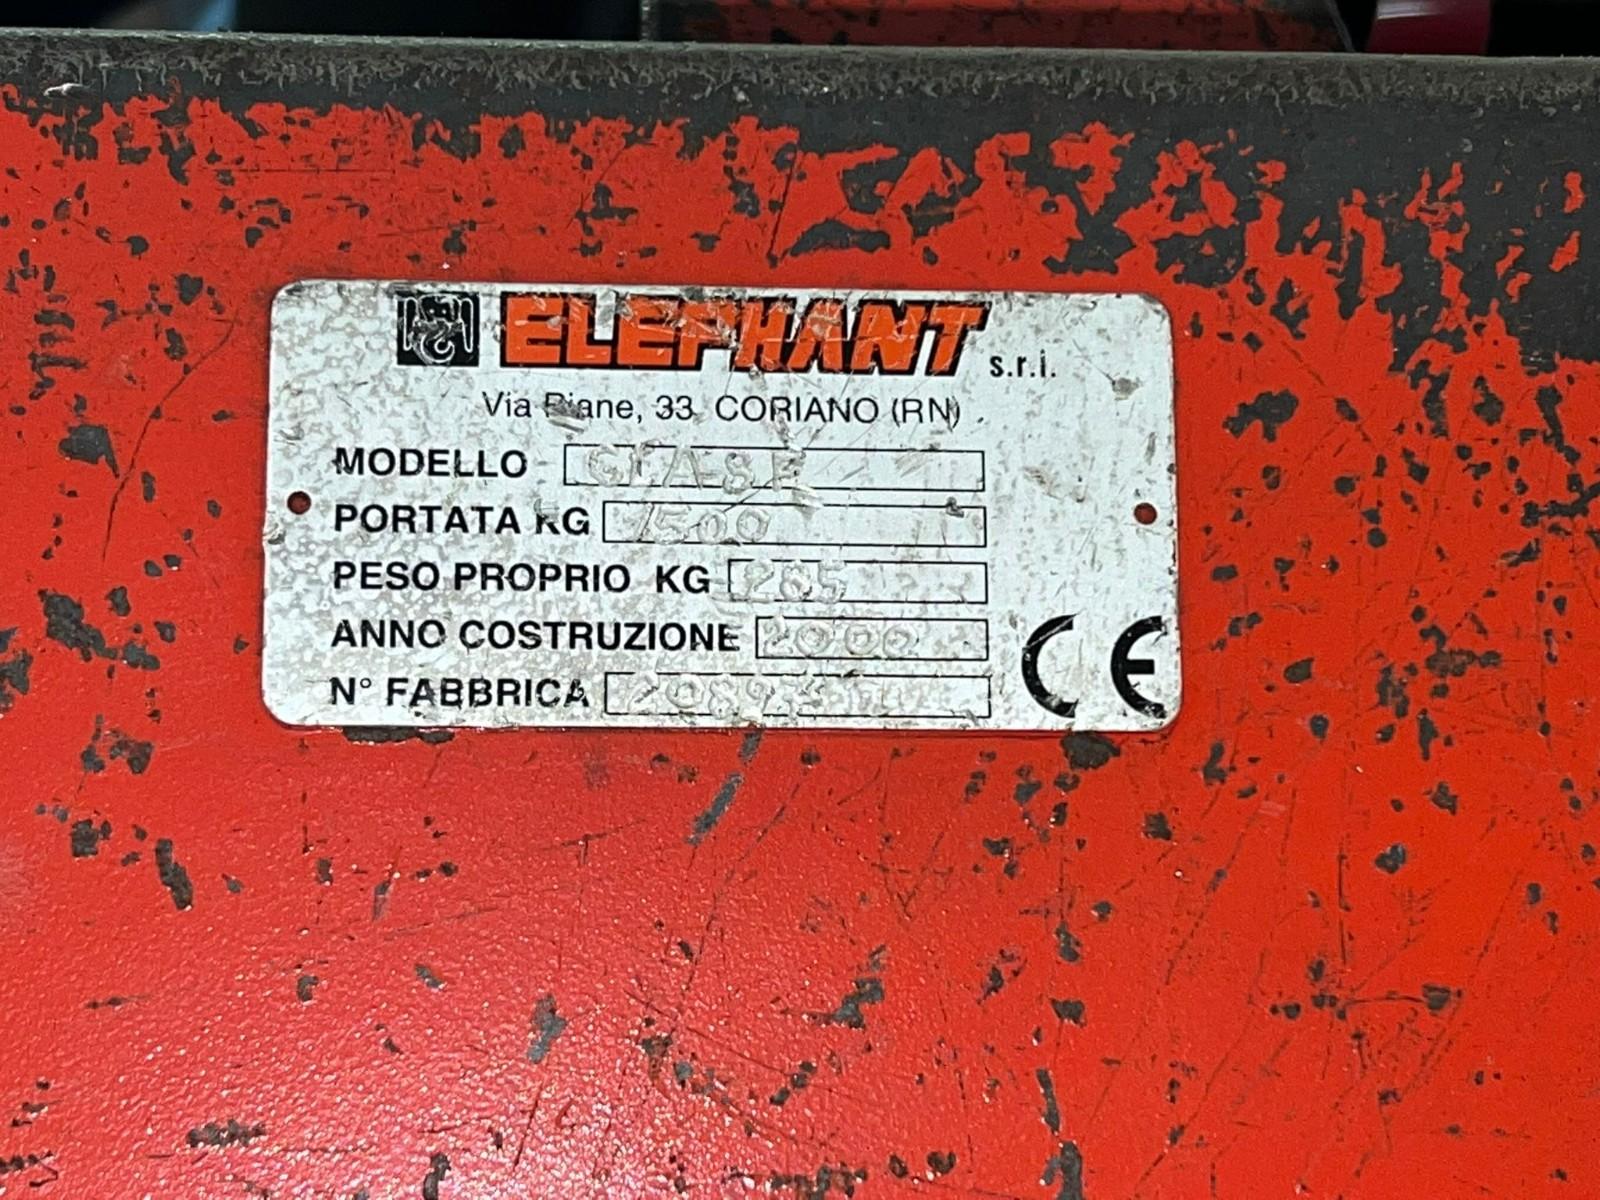 ELEPHANT s.r.l.
Via Piane, 33 CORIANO (RN)
MODELLO
PORTATA KG 1500
PESO PROPRIO KG 285
ANNO COSTRUZIONE 2000
N° FABBRICA
CE